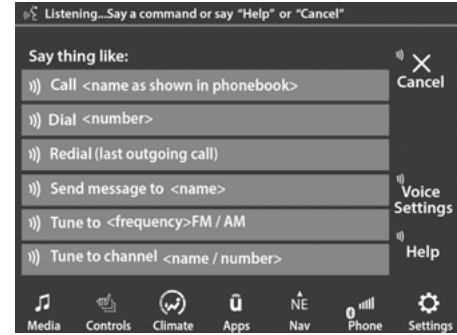 Listening...Say a command or say “Help” or “Cancel”
Say thing like:
Cancel
Call <name as shown in phonebook>
Dial <number>
Redial (last outgoing call)
Send message to <name>
Voice
Settings
Tune to <frequency>FM / AM
Help
Tune to channel <name / number>
NE
Media Controls Climate Apps Nav Phone Settings